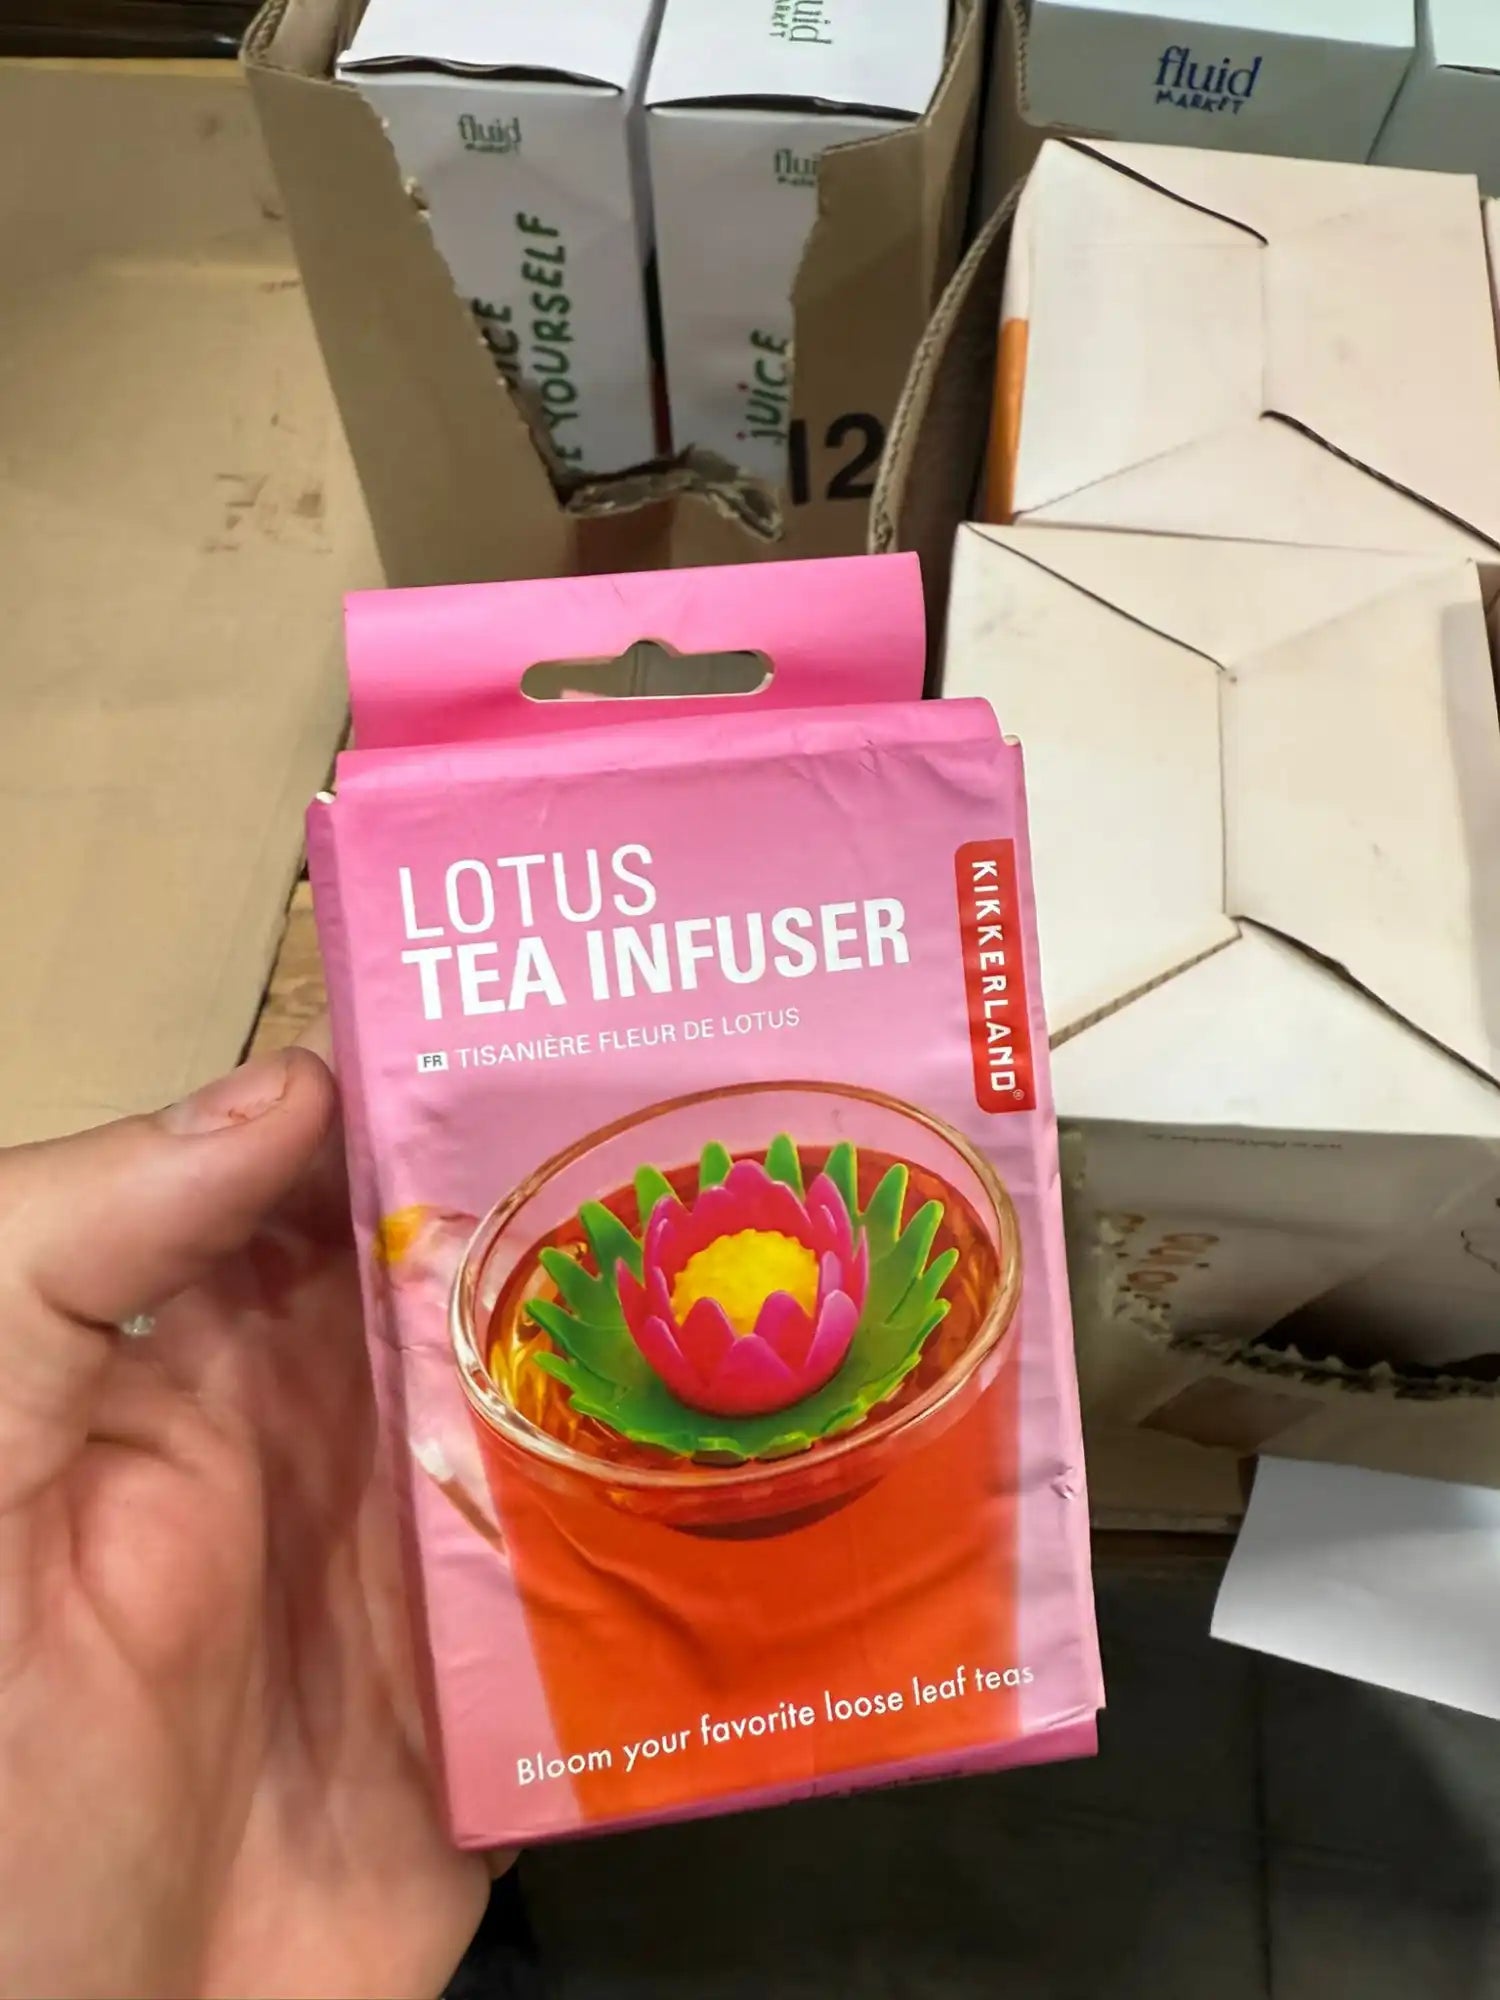 fluid
MARKET
fluid
MARKET
fluid
YOURSELF
JUICE
12
LOTUS
TEA INFUSER
FR TISANIÈRE FLEUR DE LOTUS
KIKKERLAND®
Bloom your favorite loose leaf teas